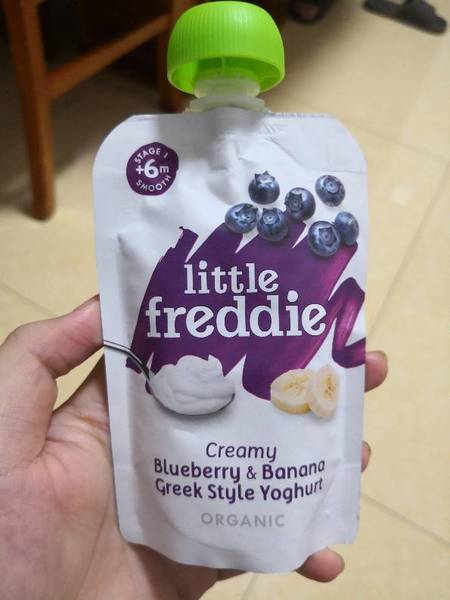 STAGE 1
+6m
SMOOTH
little
freddie
Creamy
Blueberry & Banana
Greek Style Yoghurt
ORGANIC